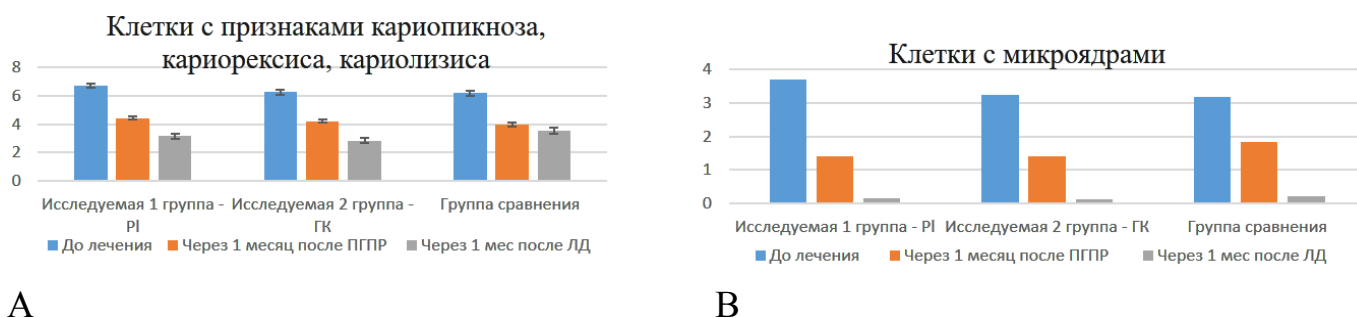 Клетки с признаками кариопикноза,
кариорексиса, кариолизиса
8
6
4
2
0
Исследуемая 1 группа - Исследуемая 2 группа - Группа сравнения
PI ГК
До лечения Через 1 месяц после ПГПР Через 1 мес после ЛД
А
Клетки с микроядрами
4
3
2
1
0
Исследуемая 1 группа - PI Исследуемая 2 группа - ГК Группа сравнения
До лечения Через 1 месяц после ПГПР Через 1 мес после ЛД
В